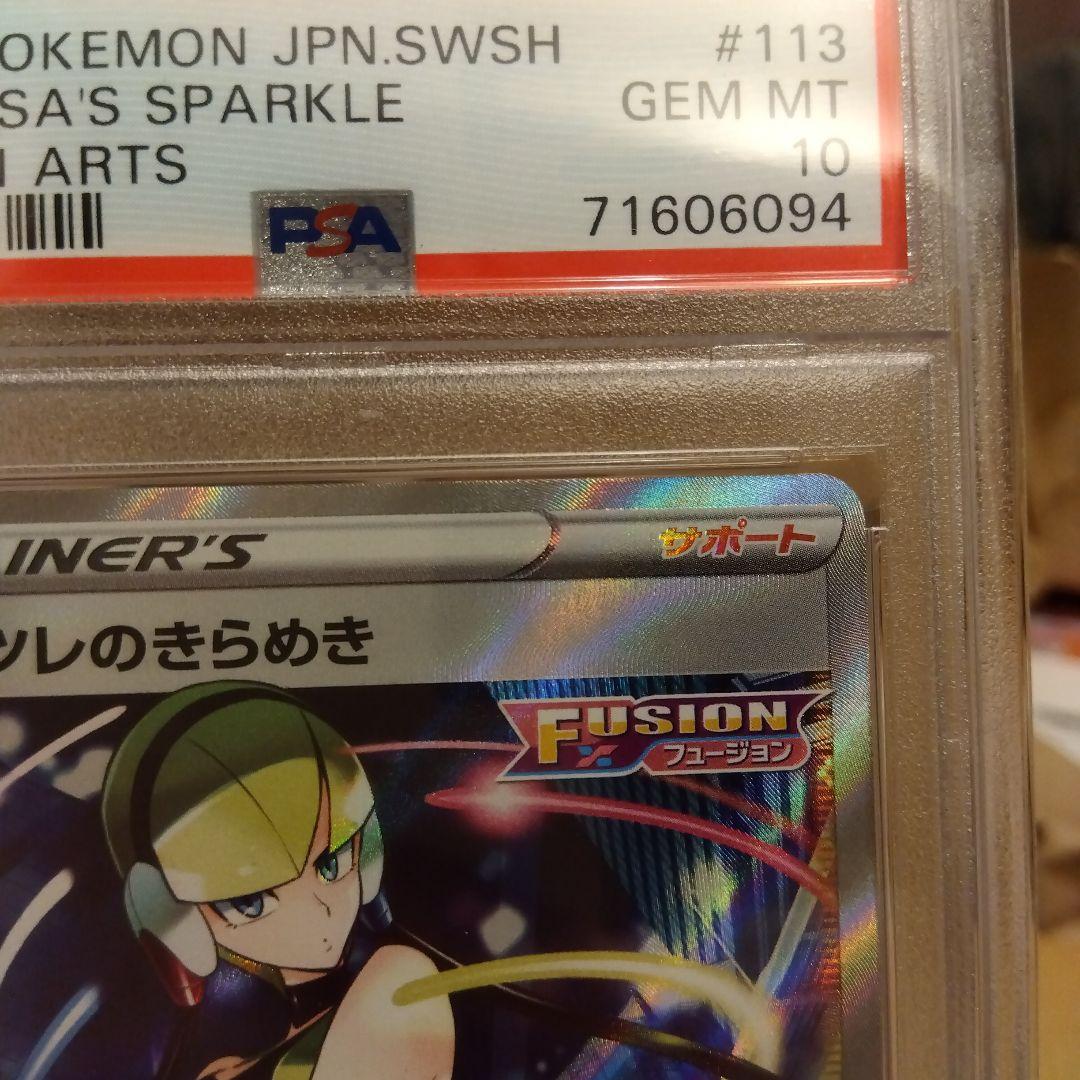 OKEMON JPN.SWSH #113
SA'S SPARKLE GEM MT
ARTS 10
PSA 71606094
INER'S サポート
ツレのきらめき
FUSION
フュージョン